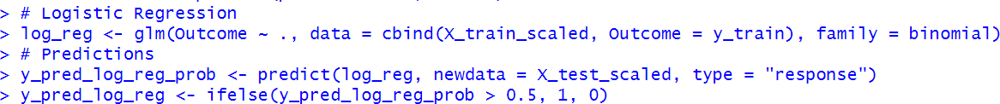 > # Logistic Regression
> log_reg <- glm(Outcome ~ ., data = cbind(X_train_scaled, Outcome = y_train), family = binomial)
> # Predictions
> y_pred_log_reg_prob <- predict(log_reg, newdata = X_test_scaled, type = "response")
> y_pred_log_reg <- ifelse(y_pred_log_reg_prob > 0.5, 1, 0)